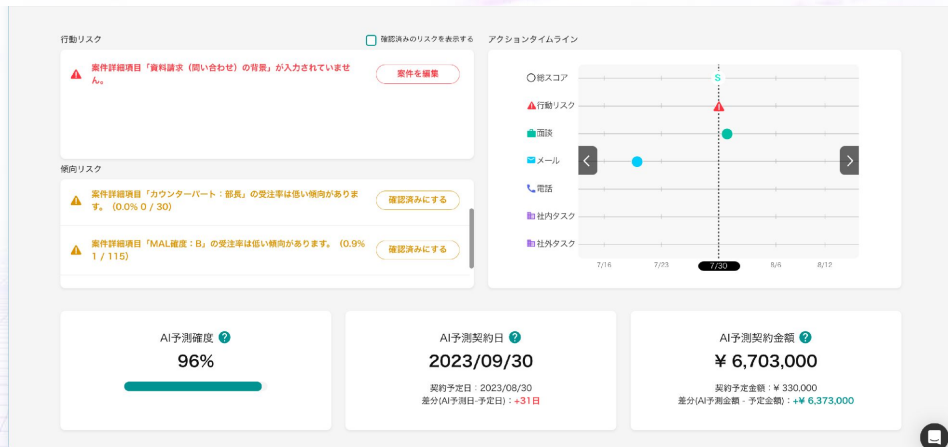 行動リスク
確認済みのリスクを表示する
案件詳細項目「資料請求（問い合わせ）の背景」が入力されていませ
ん。
案件を編集
傾向リスク
案件詳細項目「カウンターパート：部長」の受注率は低い傾向がありま
す。（0.0% 0 / 30）
確認済みにする
案件詳細項目「MAL確度：B」の受注率は低い傾向があります。（0.9%
1 / 115）
確認済みにする
アクションタイムライン
総スコア
S
行動リスク
面談
メール
電話
社内タスク
社外タスク
7/16 7/23 7/30 8/6 8/12
AI予測確度 ?
96%
AI予測契約日 ?
2023/09/30
契約予定日：2023/08/30
差分(AI予測日-予定日)：+31日
AI予測契約金額 ?
¥ 6,703,000
契約予定金額：¥ 330,000
差分(AI予測金額 - 予定金額)：+¥ 6,373,000